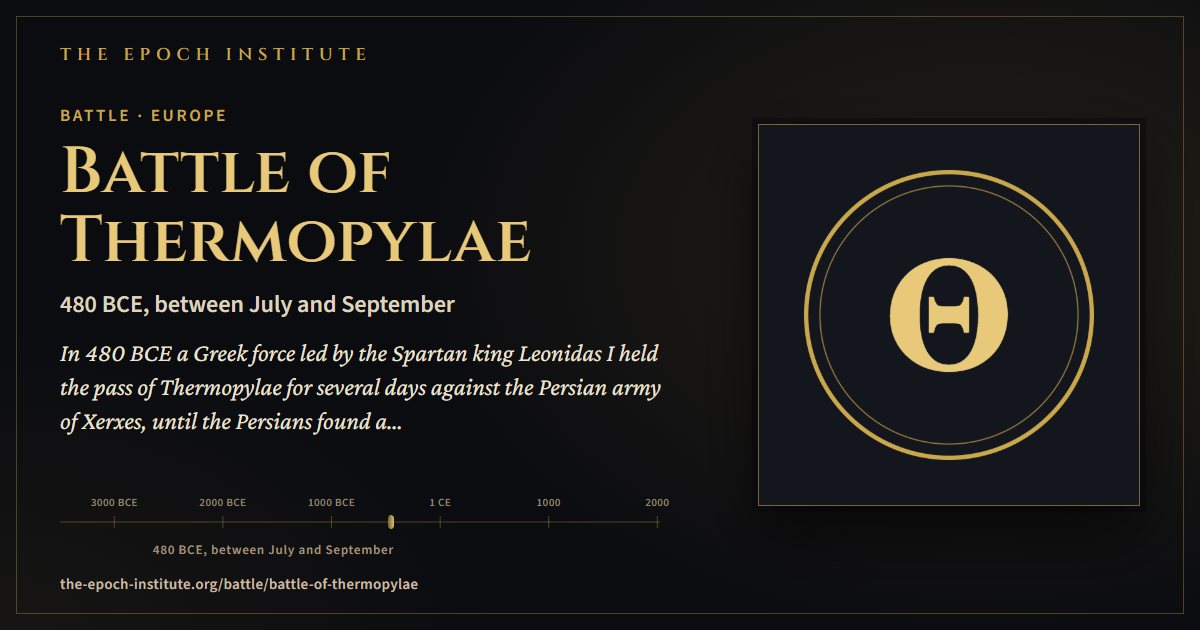 THE EPOCH INSTITUTE
BATTLE · EUROPE
BATTLE OF
THERMOPYLAE
480 BCE, between July and September
In 480 BCE a Greek force led by the Spartan king Leonidas I held
the pass of Thermopylae for several days against the Persian army
of Xerxes, until the Persians found a...
Θ
3000 BCE 2000 BCE 1000 BCE 1 CE 1000 2000
480 BCE, between July and September
the-epoch-institute.org/battle/battle-of-thermopylae